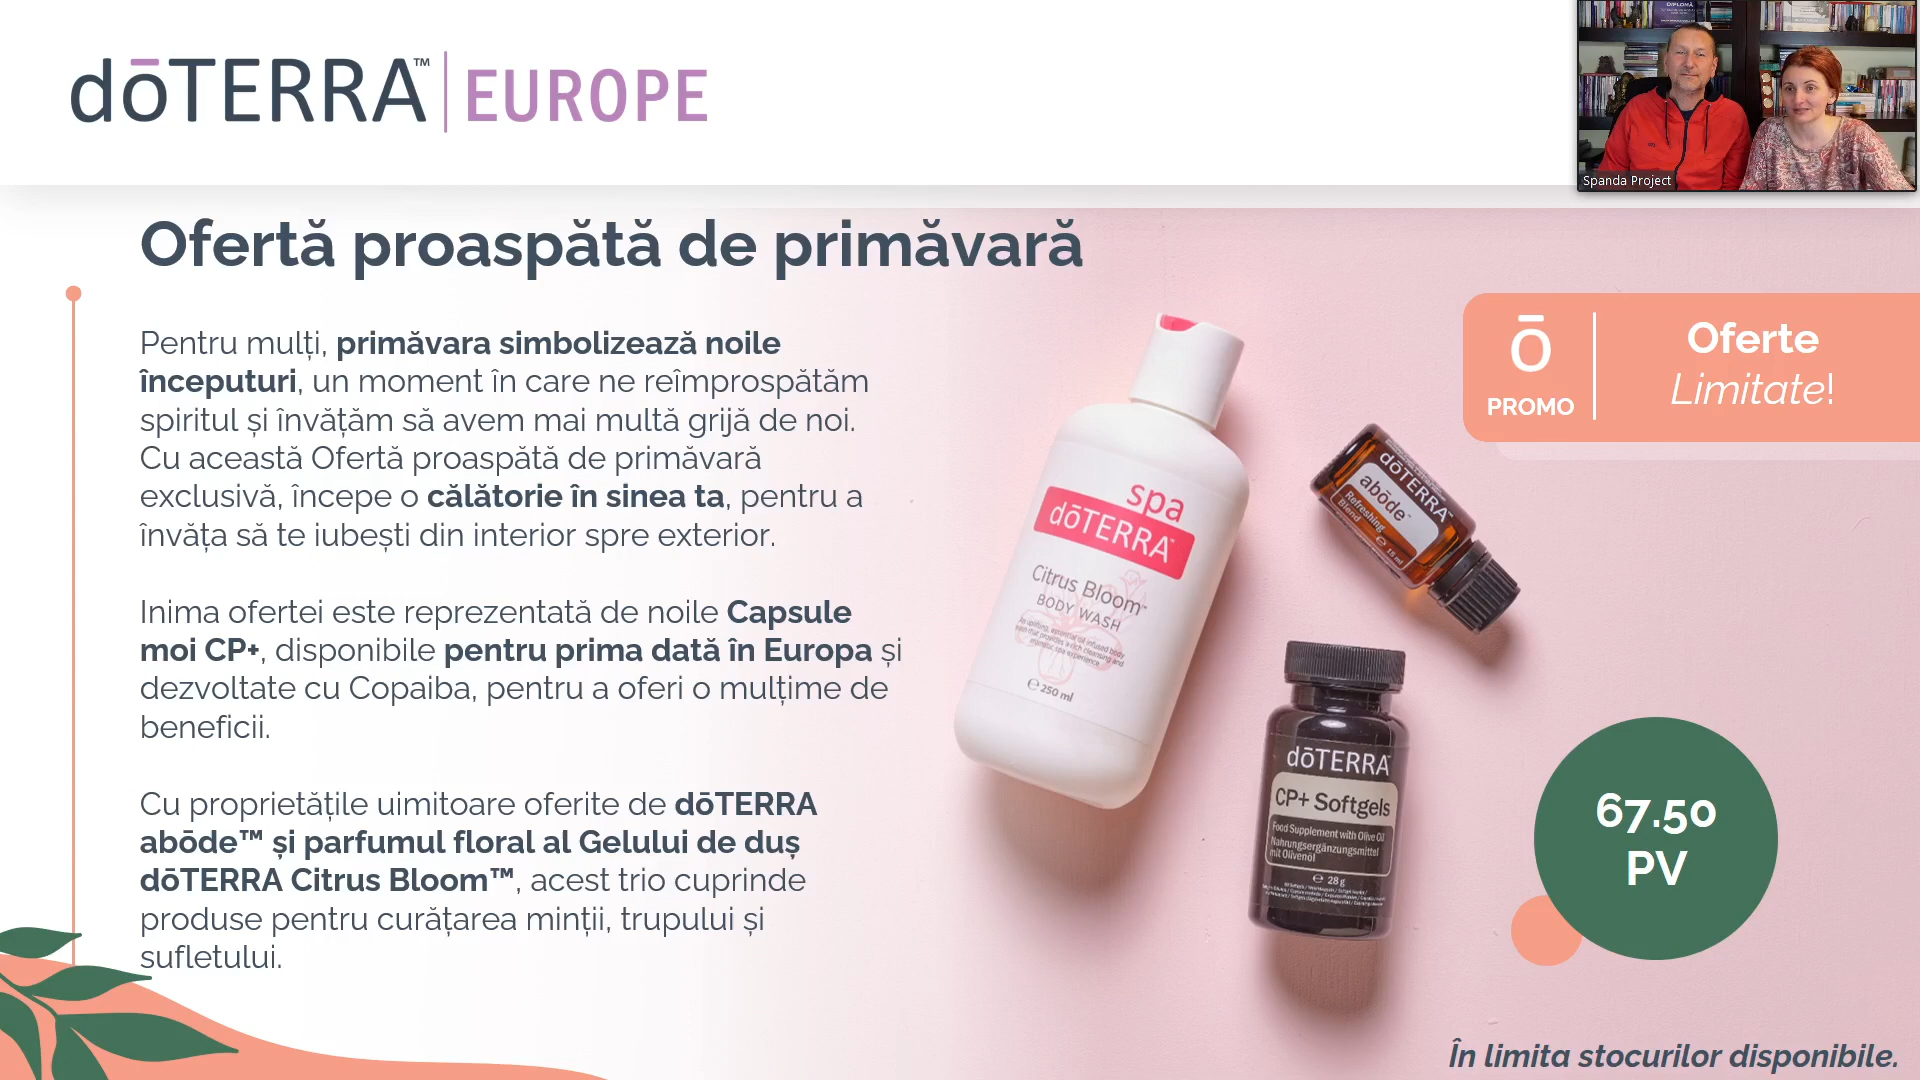 dōTERRA™ EUROPE
DIPLOMĂ
Spanda Project
Ofertă proaspătă de primăvară
Pentru mulți, primăvara simbolizează noile
începuturi, un moment în care ne reîmprospătăm
spiritul și învățăm să avem mai multă grijă de noi.
Cu această Ofertă proaspătă de primăvară
exclusivă, începe o călătorie în sinea ta, pentru a
învăța să te iubești din interior spre exterior.
Inima ofertei este reprezentată de noile Capsule
moi CP+, disponibile pentru prima dată în Europa și
dezvoltate cu Copaiba, pentru a oferi o mulțime de
beneficii.
Cu proprietățile uimitoare oferite de dōTERRA
abōde™ și parfumul floral al Gelului de duș
dōTERRA Citrus Bloom™, acest trio cuprinde
produse pentru curățarea minții, trupului și
sufletului.
spa
dōTERRA
Citrus Bloom™
BODY WASH
℮ 250 ml
dōTERRA
abōde™
Refreshing
Blend
℮ 15 ml
dōTERRA
CP+ Softgels
Food Supplement with Olive Oil
Nahrungsergänzungsmittel
mit Olivenöl
℮ 28 g
ō
PROMO
Oferte
Limitate!
67.50
PV
În limita stocurilor disponibile.